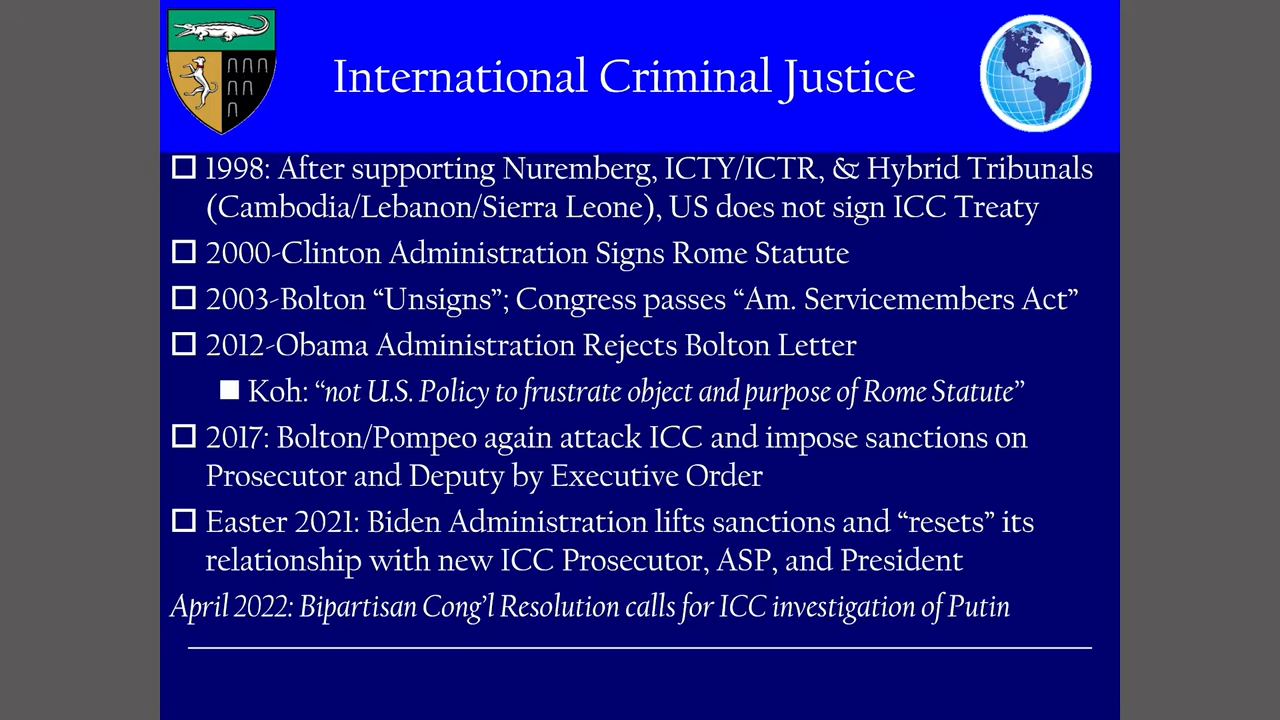 International Criminal Justice
1998: After supporting Nuremberg, ICTY/ICTR, & Hybrid Tribunals
(Cambodia/Lebanon/Sierra Leone), US does not sign ICC Treaty
2000-Clinton Administration Signs Rome Statute
2003-Bolton “Unsigns”; Congress passes “Am. Servicemembers Act”
2012-Obama Administration Rejects Bolton Letter
Koh: “not U.S. Policy to frustrate object and purpose of Rome Statute”
2017: Bolton/Pompeo again attack ICC and impose sanctions on
Prosecutor and Deputy by Executive Order
Easter 2021: Biden Administration lifts sanctions and “resets” its
relationship with new ICC Prosecutor, ASP, and President
April 2022: Bipartisan Cong’l Resolution calls for ICC investigation of Putin